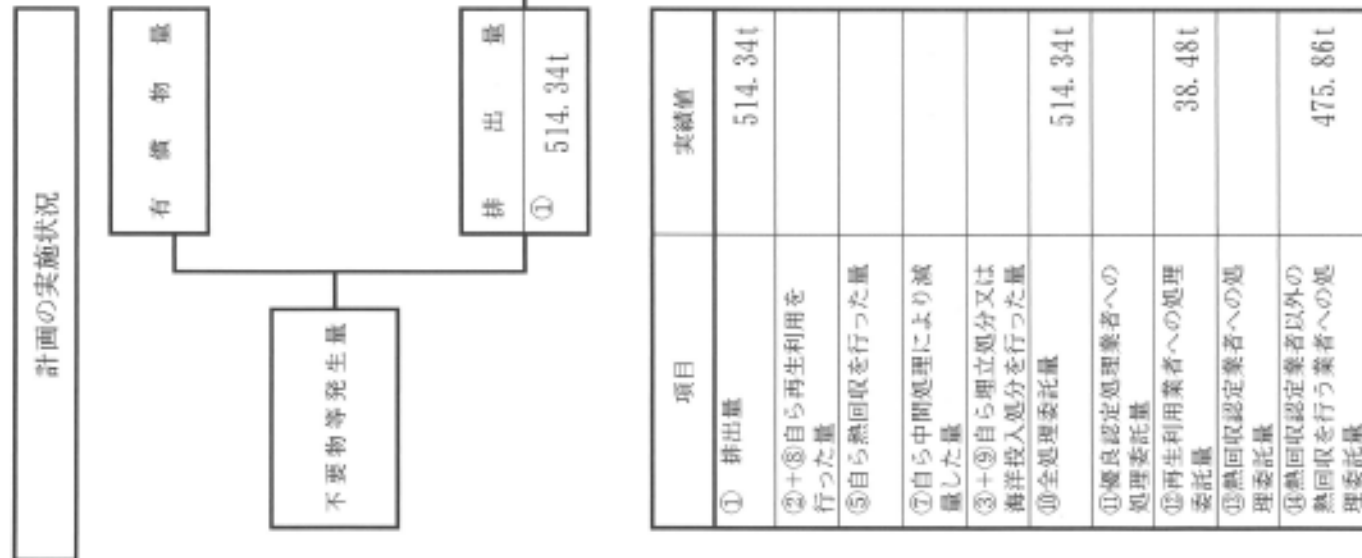 計画の実施状況
有償物量
不要物等発生量
排出量
①
514.34t
項目
実績値
① 排出量
514.34t
②+⑧自ら再生利用を
行った量
⑤自ら熱回収を行った量
⑦自ら中間処理により減
量した量
③+⑨自ら埋立処分又は
海洋投入処分を行った量
⑩全処理委託量
514.34t
⑪優良認定処理業者への
処理委託量
⑫再生利用業者への処理
委託量
38.48t
⑬熱回収認定業者への処
理委託量
⑭熱回収認定業者以外の
熱回収を行う業者への処
理委託量
475.86t